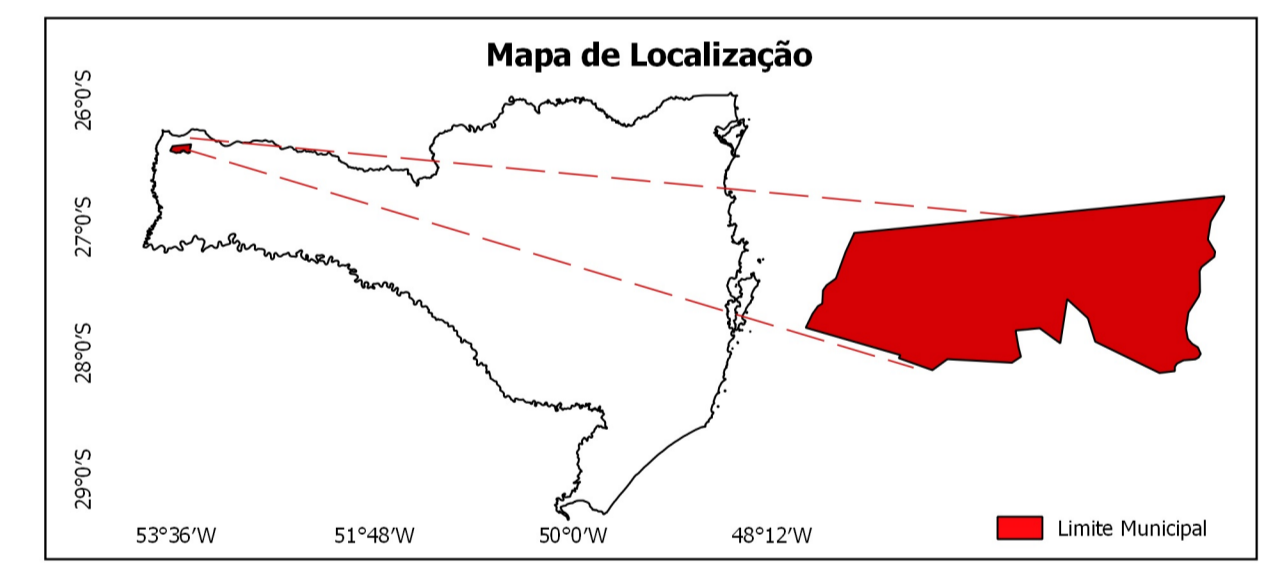 Mapa de Localização
26°0'S
27°0'S
28°0'S
29°0'S
53°36'W
51°48'W
50°0'W
48°12'W
Limite Municipal